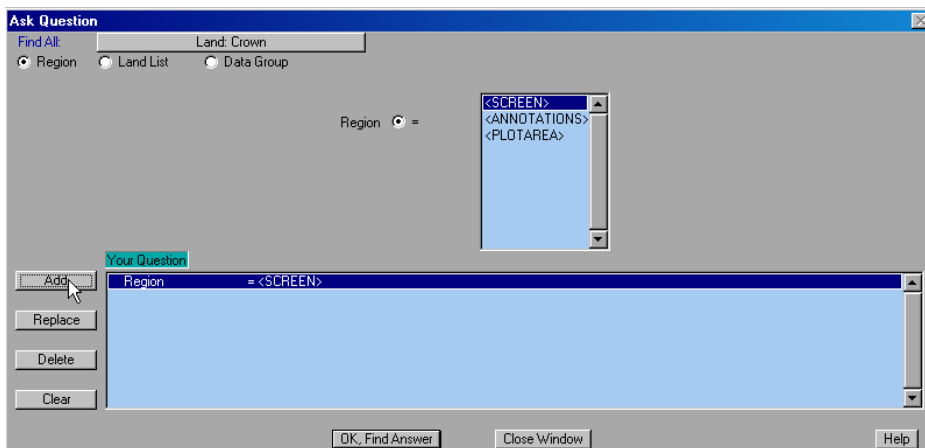 Ask Question
Find All: Land: Crown
Region Land List Data Group
<SCREEN>
<ANNOTATIONS>
<PLOTAREA>
Region =
Your Question
Add
Region = <SCREEN>
Replace
Delete
Clear
OK, Find Answer Close Window Help